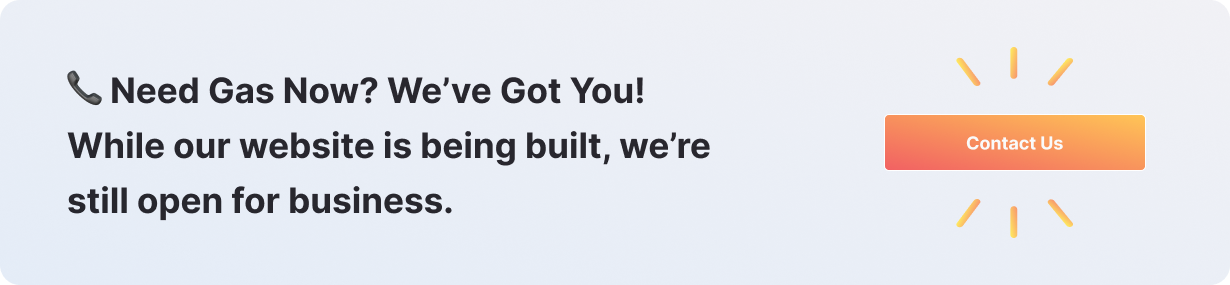 📞 Need Gas Now? We’ve Got You!
While our website is being built, we’re
still open for business.
Contact Us